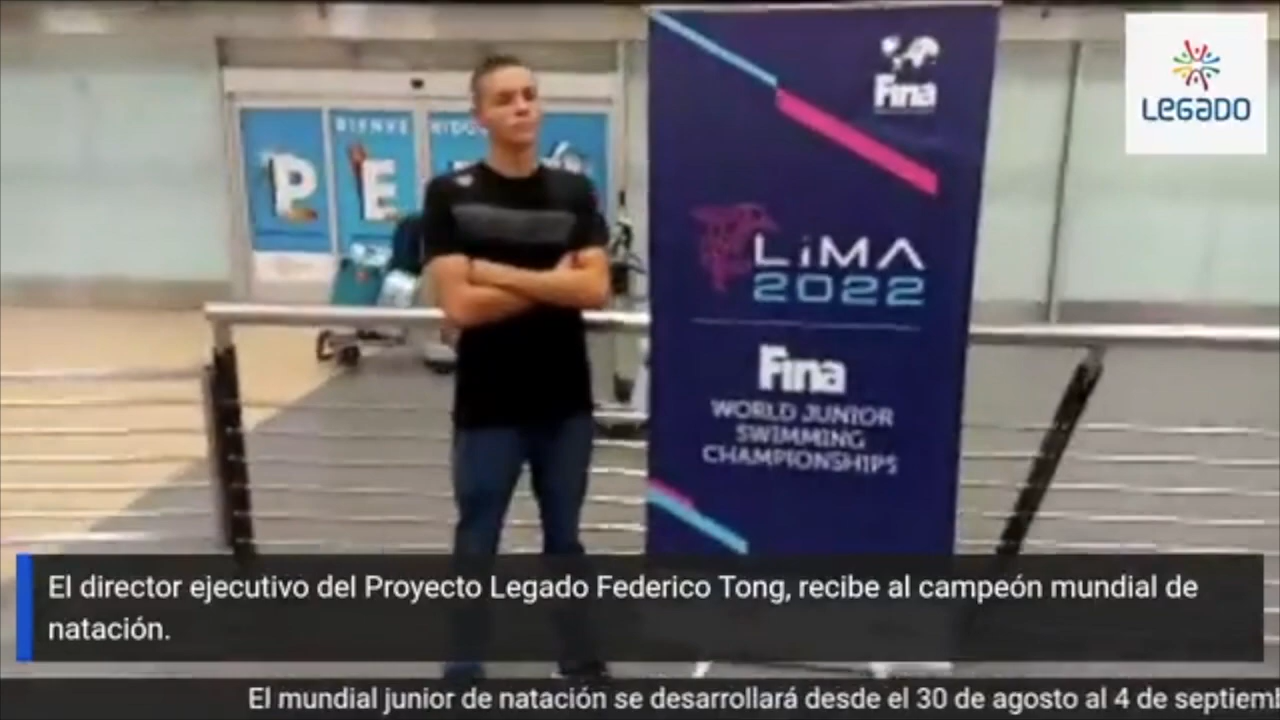 Fina
LEGADO
BIENVE
P
E
LiMA
2022
Fina
WORLD JUNIOR
SWIMMING
CHAMPIONSHIPS
El director ejecutivo del Proyecto Legado Federico Tong, recibe al campeón mundial de
natación.
El mundial junior de natación se desarrollará desde el 30 de agosto al 4 de